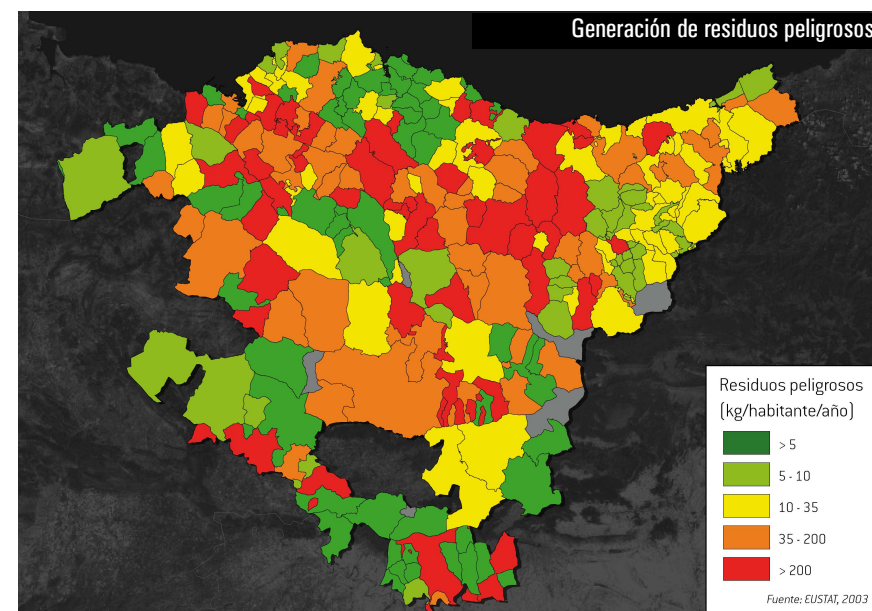 Generación de residuos peligrosos
Residuos peligrosos
(kg/habitante/año)
> 5
5 - 10
10 - 35
35 - 200
> 200
Fuente; EUSTAT, 2003